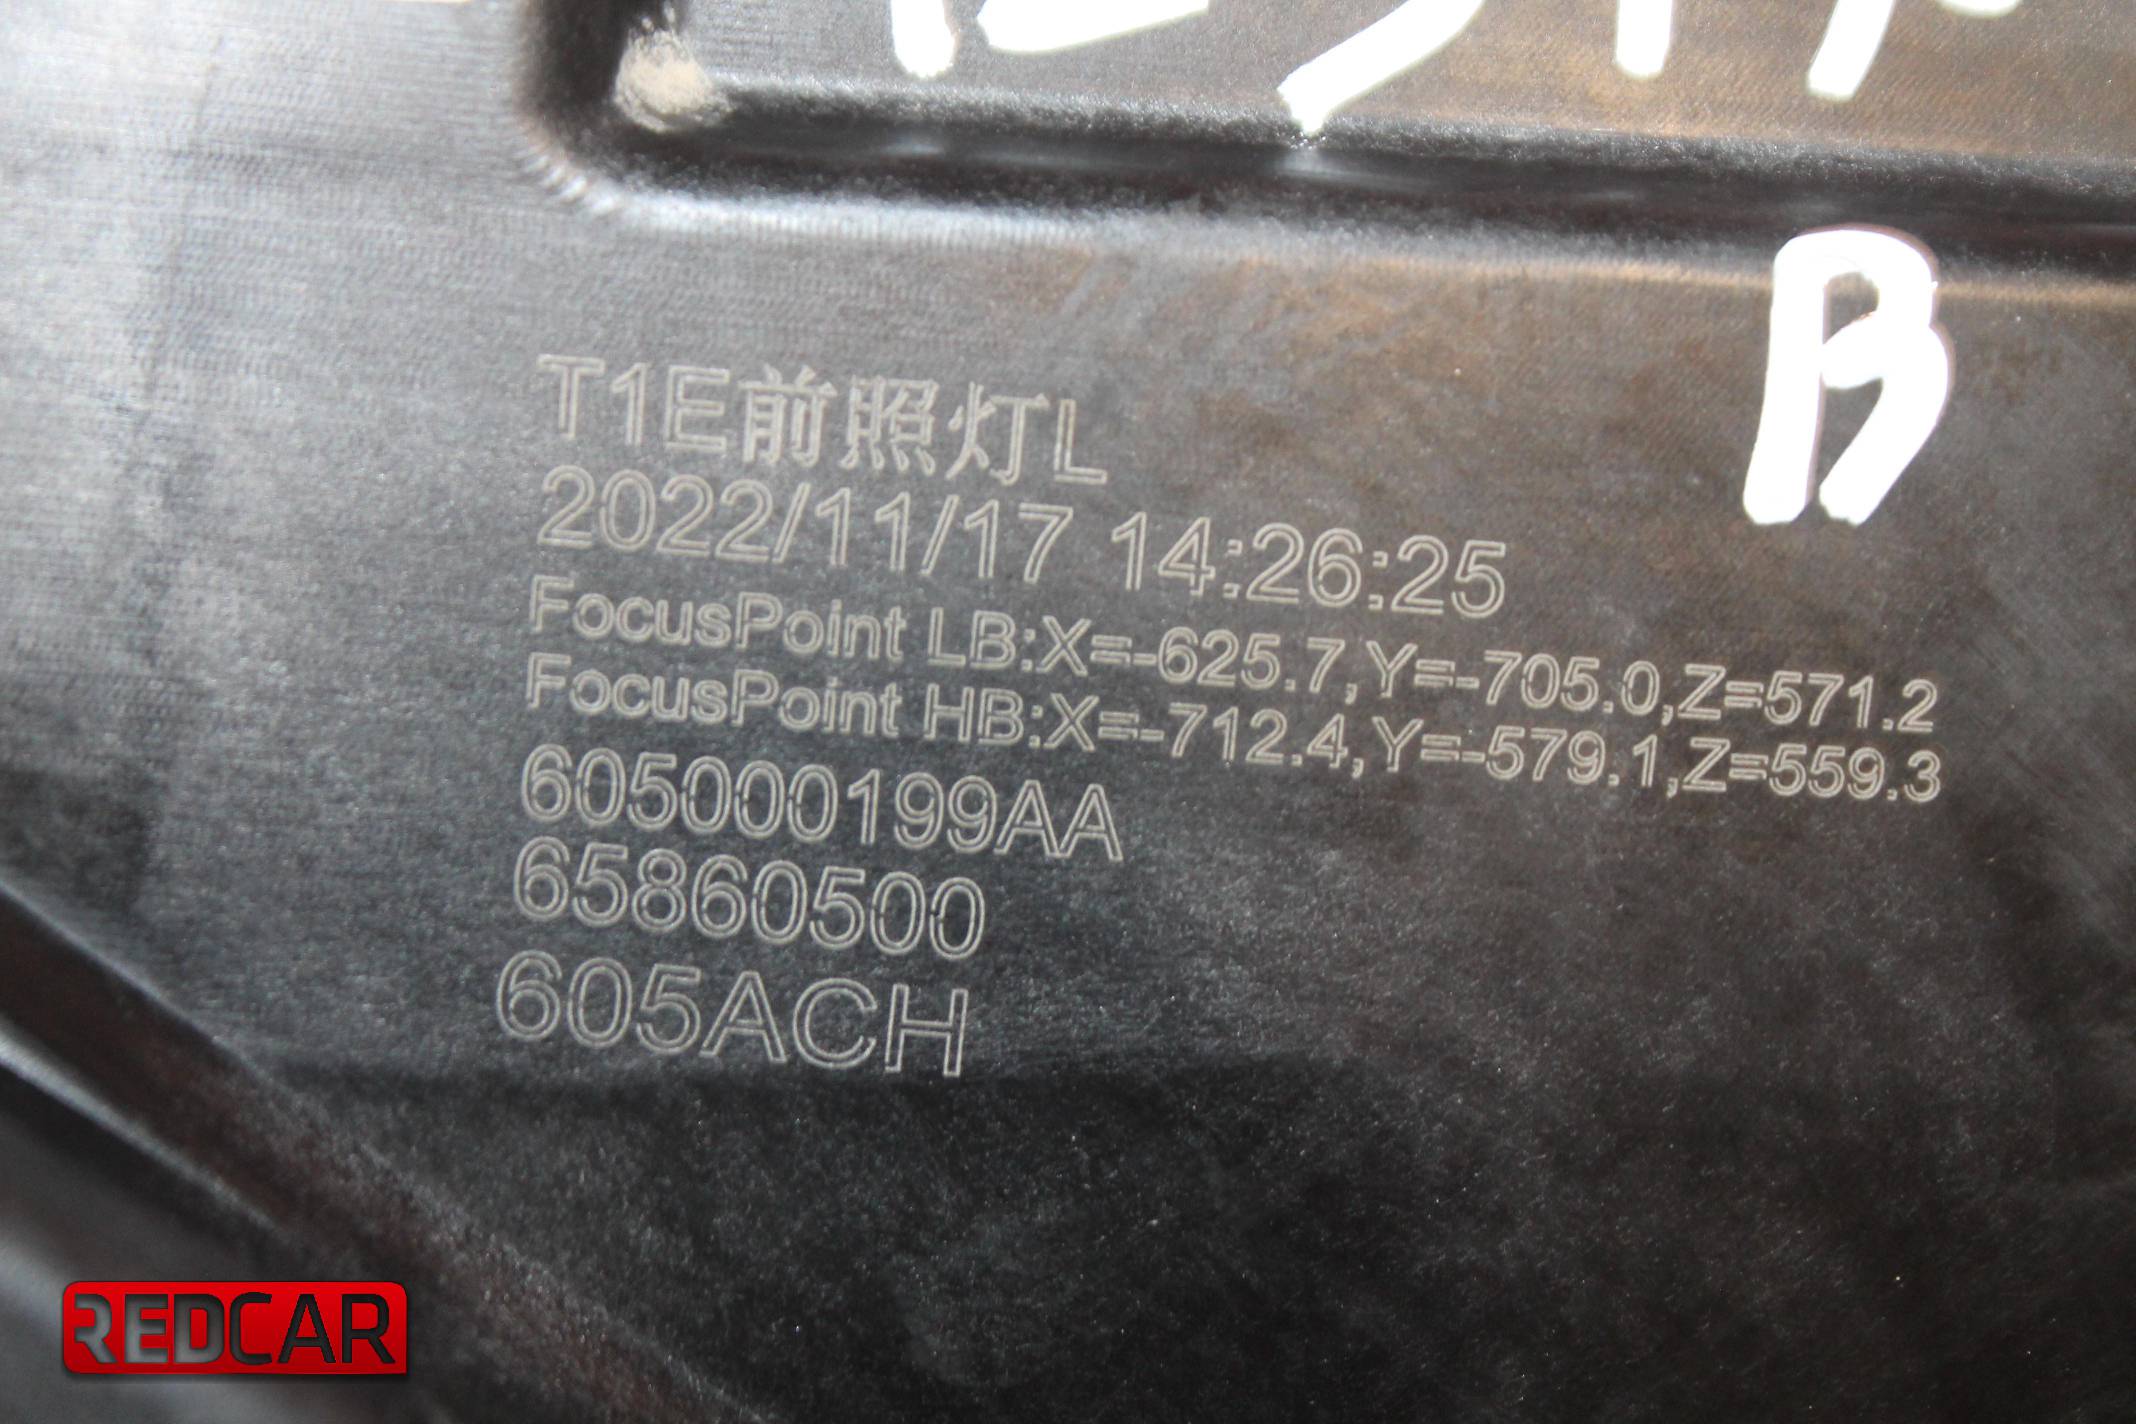 B
T1E前照灯L
2022/11/17 14:26:25
FocusPoint LB:X=-625.7,Y=-705.0,Z=571.2
FocusPoint HB:X=-712.4,Y=-579.1,Z=559.3
605000199AA
65860500
605ACH
REDCAR